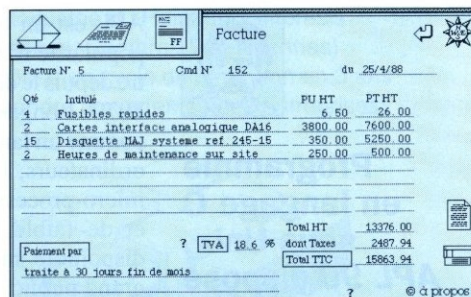 FF
Facture
Facture N° 5 Cmd N° 152 du 25/4/88
Qté Intitulé PU HT PT HT
4 Fusibles rapides 6.50 26.00
2 Cartes interface analogique DA16 3800.00 7600.00
15 Disquette MAJ systeme ref.245-15 350.00 5250.00
2 Heures de maintenance sur site 250.00 500.00
Total HT 13376.00
? TVA 18.6 % dont Taxes 2487.94
Paiement par Total TTC 15863.94
traite à 30 jours fin de mois
? © à propos